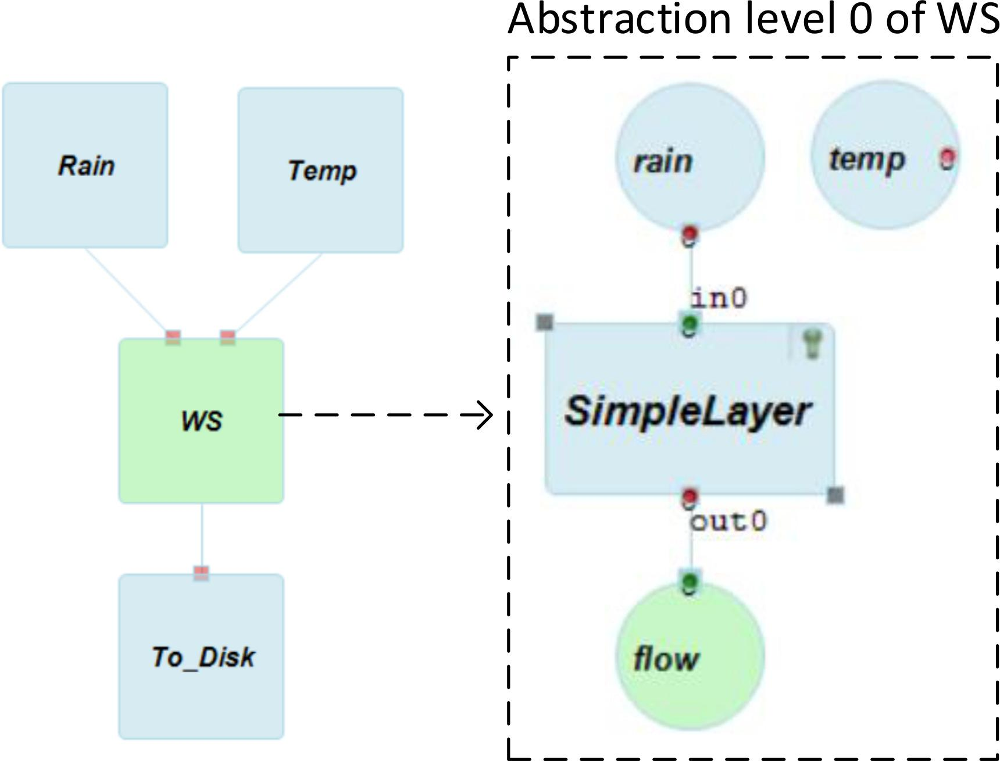 Abstraction level 0 of WS
Rain
Temp
WS
To_Disk
rain
temp
in0
SimpleLayer
out0
flow